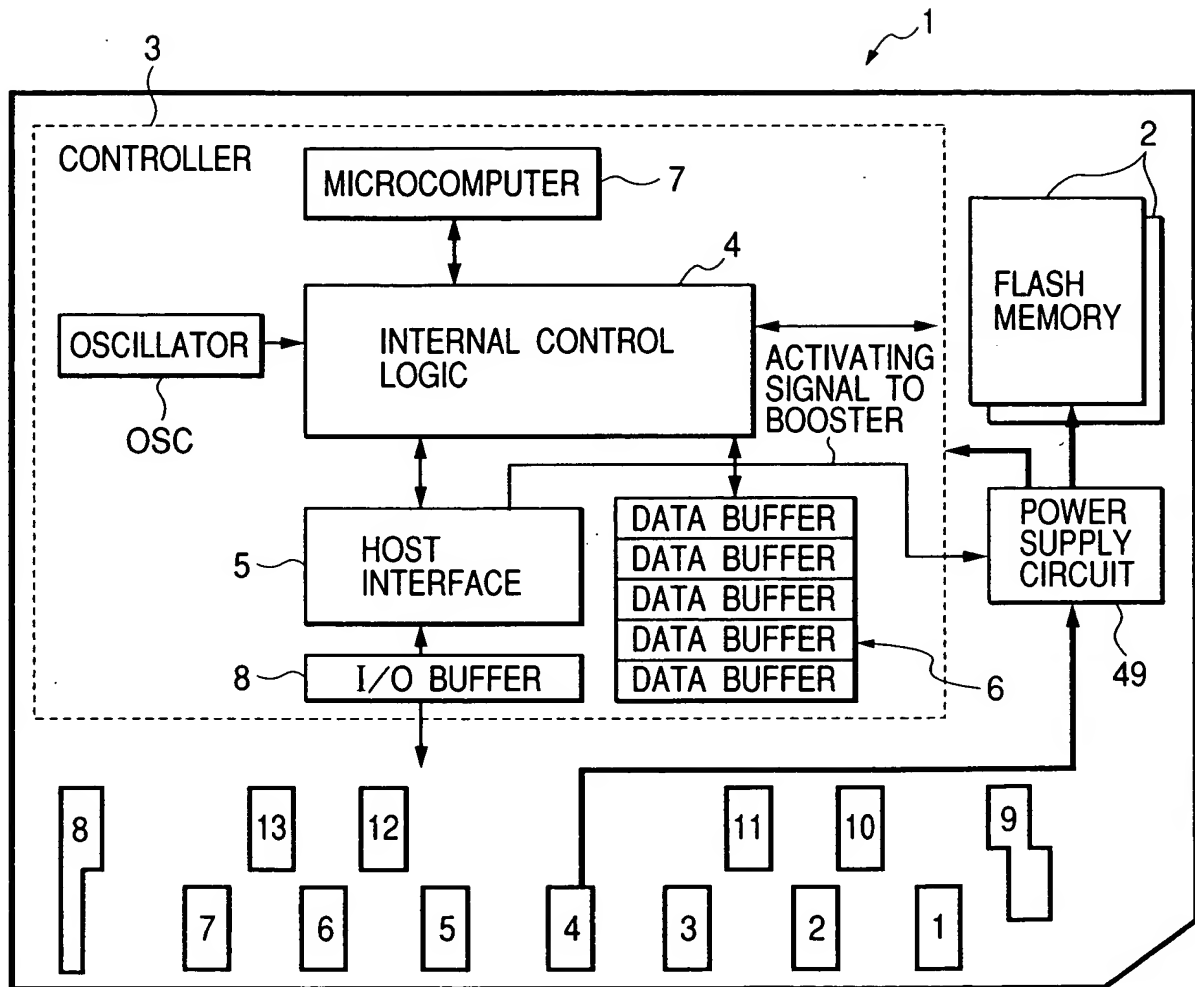 1
3
CONTROLLER
MICROCOMPUTER
7
2
4
FLASH
MEMORY
OSCILLATOR
INTERNAL CONTROL
LOGIC
ACTIVATING
SIGNAL TO
BOOSTER
OSC
5
HOST
INTERFACE
DATA BUFFER
DATA BUFFER
DATA BUFFER
DATA BUFFER
DATA BUFFER
POWER
SUPPLY
CIRCUIT
8
I/O BUFFER
6
49
8
13
12
11
10
9
7
6
5
4
3
2
1